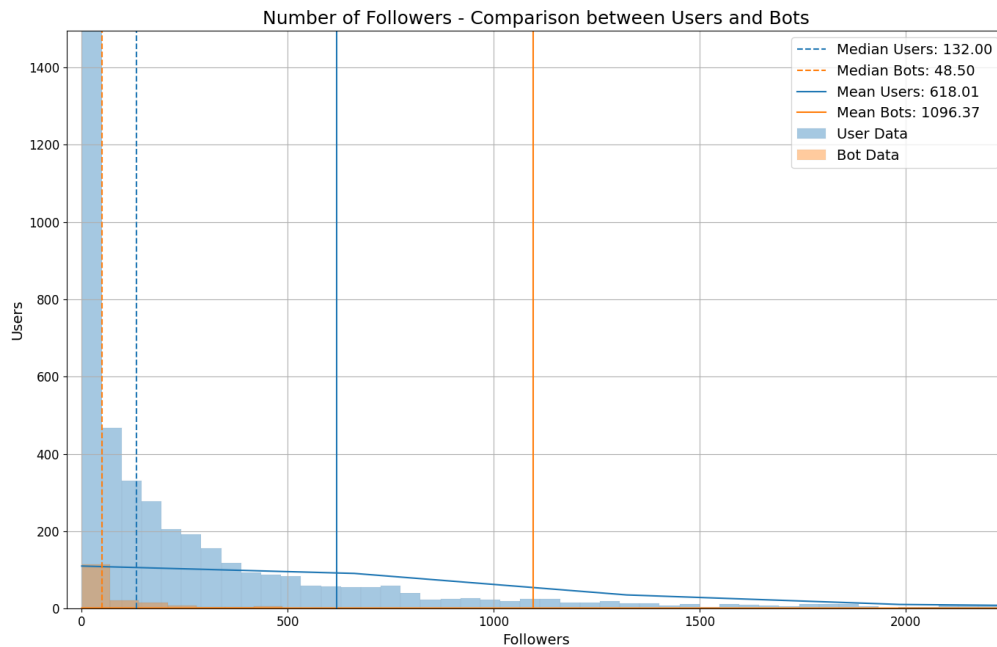 Number of Followers - Comparison between Users and Bots
Median Users: 132.00
Median Bots: 48.50
Mean Users: 618.01
Mean Bots: 1096.37
User Data
Bot Data
Users
1400
1200
1000
800
600
400
200
0
0 500 1000 1500 2000
Followers